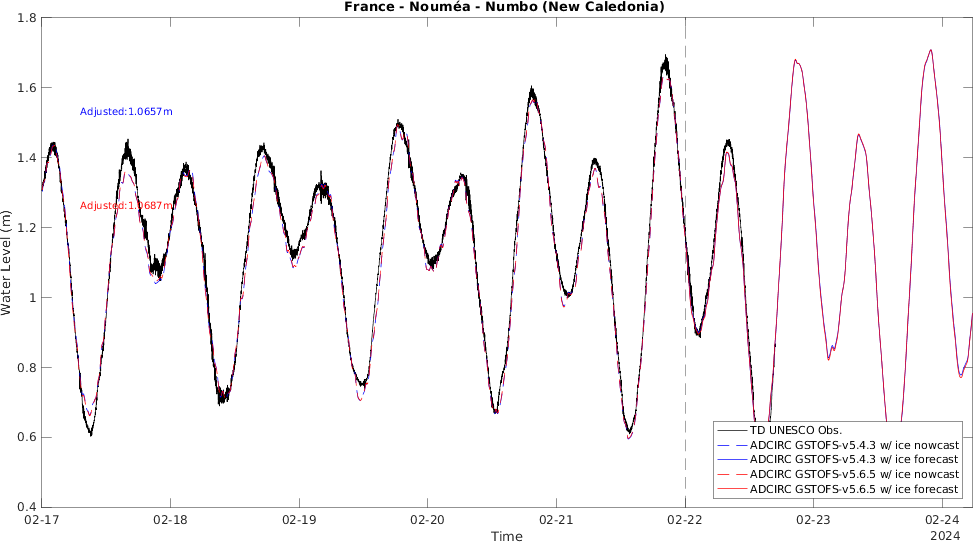 France - Nouméa - Numbo (New Caledonia)
1.8
1.6
1.4
1.2
1
0.8
0.6
0.4
Water Level (m)
Adjusted:1.0657m
Adjusted:1.0687m
TD UNESCO Obs.
ADCIRC GSTOFS-v5.4.3 w/ ice nowcast
ADCIRC GSTOFS-v5.4.3 w/ ice forecast
ADCIRC GSTOFS-v5.6.5 w/ ice nowcast
ADCIRC GSTOFS-v5.6.5 w/ ice forecast
02-17 02-18 02-19 02-20 02-21 02-22 02-23 02-24
Time
2024